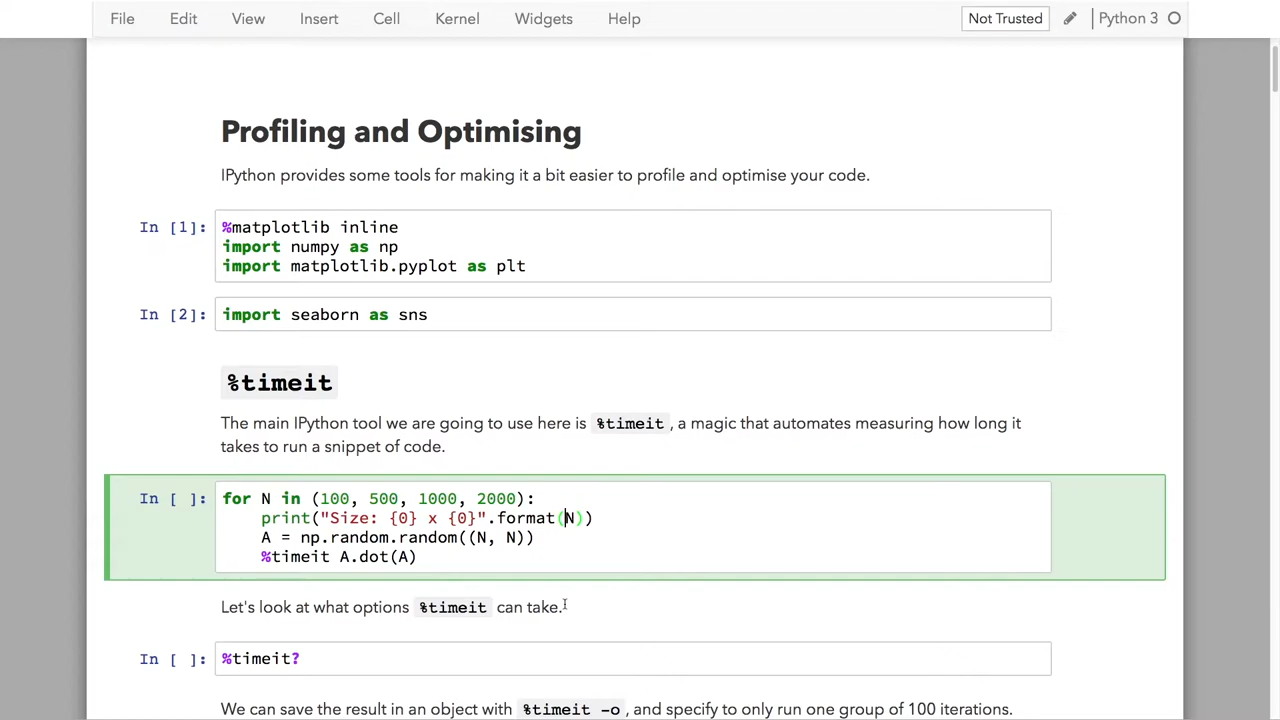 File Edit View Insert Cell Kernel Widgets Help Not Trusted Python 3
Profiling and Optimising
IPython provides some tools for making it a bit easier to profile and optimise your code.
In [1]: %matplotlib inline
import numpy as np
import matplotlib.pyplot as plt
In [2]: import seaborn as sns
%timeit
The main IPython tool we are going to use here is %timeit, a magic that automates measuring how long it
takes to run a snippet of code.
In [ ]: for N in (100, 500, 1000, 2000):
    print("Size: {0} x {0}".format(N))
    A = np.random.random((N, N))
    %timeit A.dot(A)
Let's look at what options %timeit can take.
In [ ]: %timeit?
We can save the result in an object with %timeit -o, and specify to only run one group of 100 iterations.